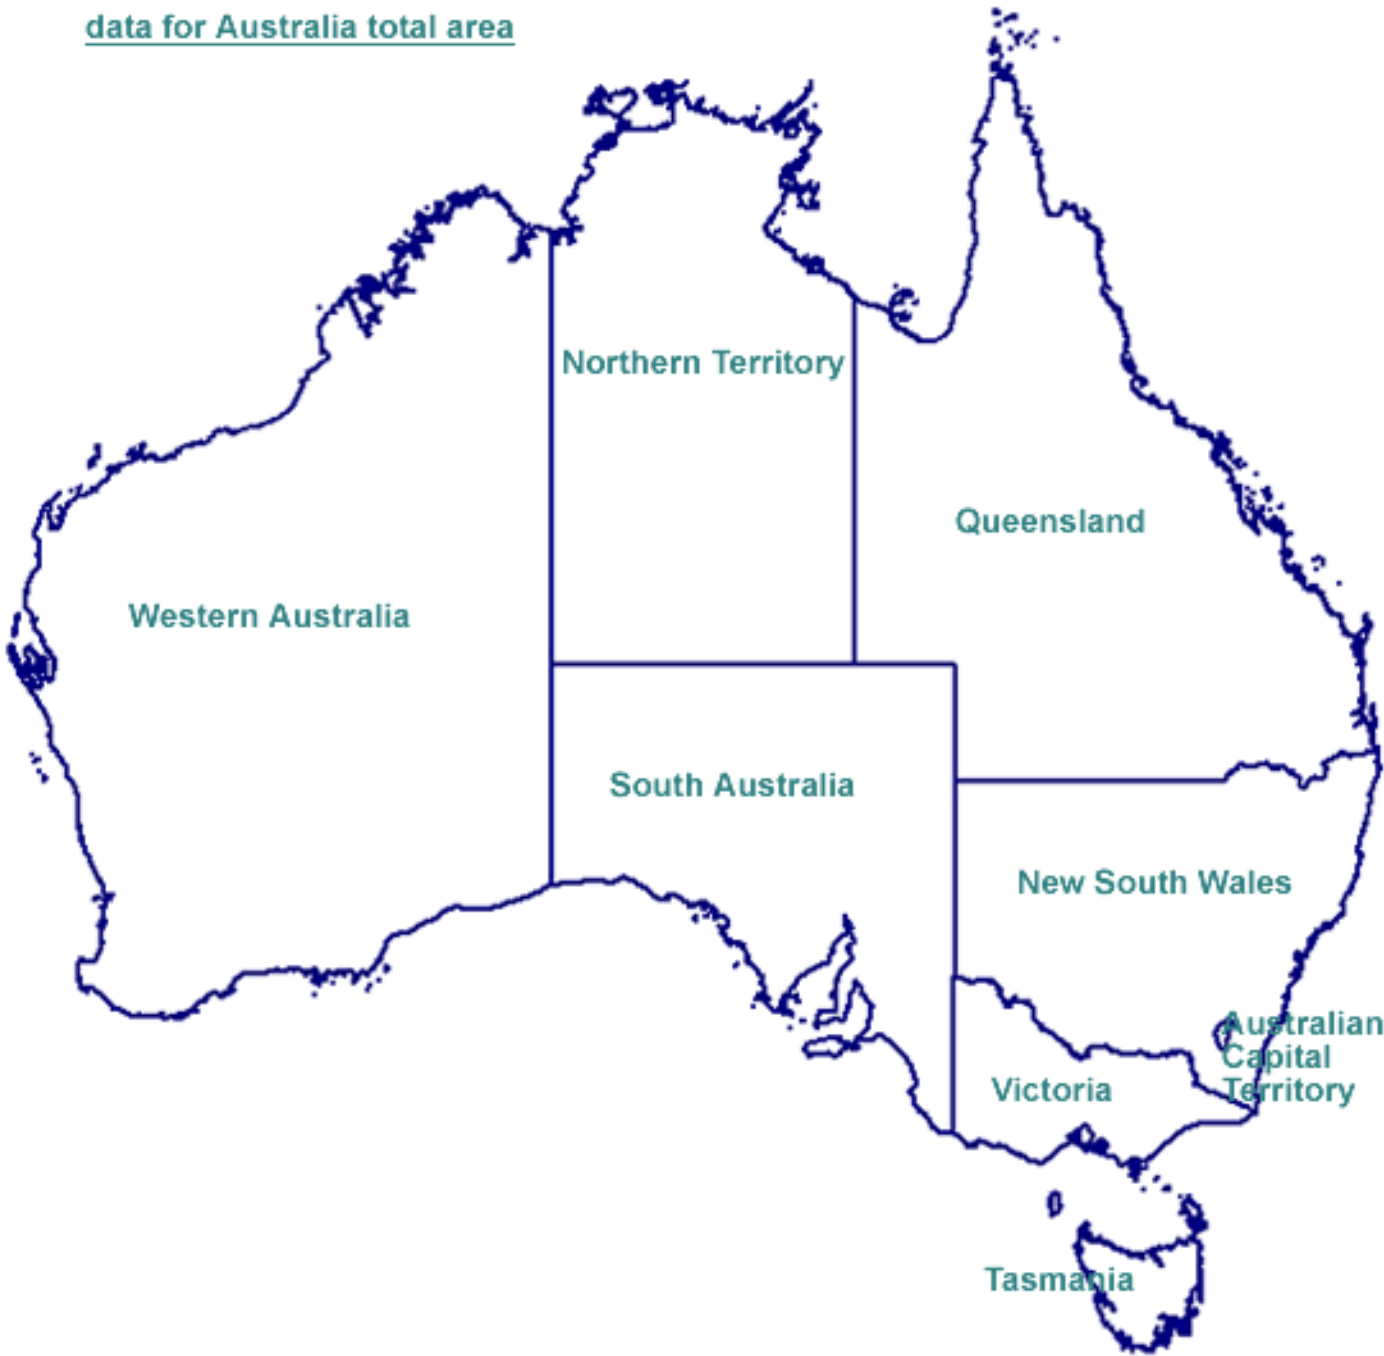 data for Australia total area
Northern Territory
Queensland
Western Australia
South Australia
New South Wales
Australian
Capital
Territory
Victoria
Tasmania